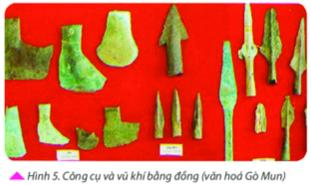 Hình 5. Công cụ và vũ khí bằng đồng (văn hoá Gò Mun)